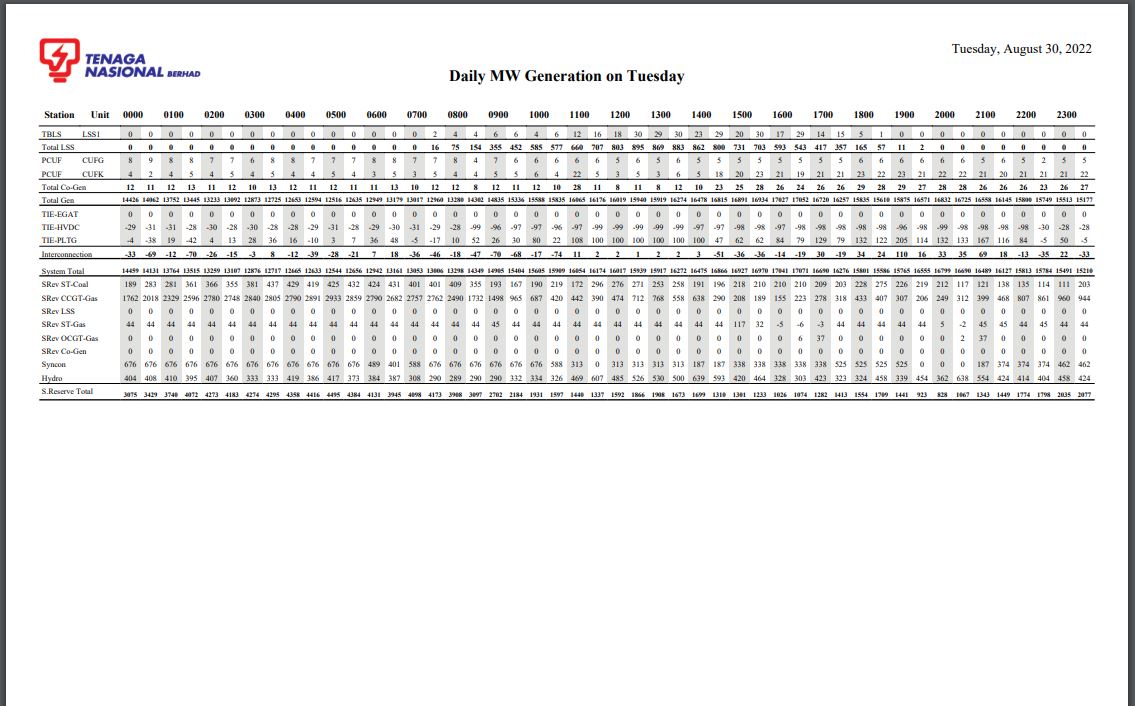 Tuesday, August 30, 2022
TENAGA
NASIONAL BERHAD
Daily MW Generation on Tuesday
Station Unit 0000 0100 0200 0300 0400 0500 0600 0700 0800 0900 1000 1100 1200 1300 1400 1500 1600 1700 1800 1900 2000 2100 2200 2300
TBLS LSS1 0 0 0 0 0 0 0 0 0 0 0 0 0 0 0 2 4 4 6 6 4 6 12 16 18 30 29 30 23 29 20 30 17 29 14 15 5 1 0 0 0 0 0 0 0 0 0 0
Total LSS 0 0 0 0 0 0 0 0 0 0 0 0 0 0 0 16 75 154 355 452 585 577 660 707 803 895 869 883 862 800 731 703 593 543 417 357 165 57 11 2 0 0 0 0 0 0 0 0
PCUF CUFG 8 9 8 8 7 7 6 8 8 7 7 7 8 8 7 7 8 4 7 6 6 6 6 6 5 6 5 6 5 6 5 5 6 5 5 5 6 6 6 6 6 6 5 6 5 2 5 5
PCUF CUFK 4 2 4 5 4 5 4 5 4 4 5 4 3 5 3 5 4 4 5 5 6 4 22 5 3 5 3 6 5 18 20 23 21 19 21 21 23 22 23 21 22 22 21 20 21 21 21 22
Total Co-Gen 12 11 12 13 11 12 10 13 12 11 12 11 11 13 10 12 12 8 12 11 12 10 28 11 8 11 8 12 10 23 25 28 26 24 26 26 29 28 29 27 28 28 26 26 26 23 26 27
Total Gen 14426 14062 13752 13445 13233 13092 12873 12725 12653 12594 12516 12635 12949 13179 13017 12960 13280 14302 14835 15336 15588 15835 16065 16176 16019 15940 15919 16274 16478 16815 16891 16934 17027 17052 16720 16257 15835 15610 15875 16571 16832 16725 16558 16145 15800 15749 15513 15177
TIE-EGAT 0 0 0 0 0 0 0 0 0 0 0 0 0 0 0 0 0 0 0 0 0 0 0 0 0 0 0 0 0 0 0 0 0 0 0 0 0 0 0 0 0 0 0 0 0 0 0 0
TIE-HVDC -29 -31 -31 -28 -30 -28 -30 -28 -28 -29 -31 -28 -29 -30 -31 -29 -28 -99 -96 -97 -97 -96 -97 -98 -99 -99 -99 -98 -97 -98 -98 -98 -98 -98 -99 -98 -98 -98 -96 -98 -99 -98 -98 -98 -98 -30 -28 -28
TIE-PLTG -4 -38 19 -42 4 13 28 36 16 -10 3 7 36 48 -5 -17 10 52 26 30 80 22 108 100 100 100 100 100 100 47 62 62 84 79 129 79 132 122 205 114 132 133 167 116 84 -5 50 -5
Interconnection -33 -69 -12 -70 -26 -15 -3 8 -12 -39 -28 -21 7 18 -36 -46 -18 -47 -70 -68 -17 -74 11 2 2 1 2 2 3 -51 -36 -36 -14 -19 30 -19 34 24 110 16 33 35 69 18 -13 -35 22 -33
System Total 14459 14131 13764 13515 13259 13107 12876 12717 12665 12633 12544 12656 12942 13161 13053 13006 13298 14349 14905 15404 15605 15909 16054 16174 16017 15939 15917 16272 16475 16866 16927 16970 17041 17071 16690 16276 15801 15586 15765 16555 16799 16690 16489 16127 15813 15784 15491 15210
SRev ST-Coal 189 283 281 361 366 355 381 437 429 419 425 432 424 431 401 401 409 355 193 167 190 219 172 296 276 271 253 258 191 196 218 210 210 210 209 203 228 275 226 219 212 117 121 138 135 114 111 203
SRev CCGT-Gas 1762 2018 2329 2596 2780 2748 2840 2805 2790 2891 2933 2859 2790 2682 2757 2762 2490 1732 1498 965 687 420 442 390 474 712 768 558 638 290 208 189 155 223 278 318 433 407 307 206 249 312 399 468 807 861 960 944
SRev LSS 0 0 0 0 0 0 0 0 0 0 0 0 0 0 0 0 0 0 0 0 0 0 0 0 0 0 0 0 0 0 0 0 0 0 0 0 0 0 0 0 0 0 0 0 0 0 0 0
SRev ST-Gas 44 44 44 44 44 44 44 44 44 44 44 44 44 44 44 44 44 44 45 44 44 44 44 44 44 44 44 44 44 44 117 32 -5 -6 -3 44 44 44 44 44 5 -2 45 45 44 45 44 44
SRev OCGT-Gas 0 0 0 0 0 0 0 0 0 0 0 0 0 0 0 0 0 0 0 0 0 0 0 0 0 0 0 0 0 0 0 0 0 6 37 0 0 0 0 0 0 2 37 0 0 0 0 0
SRev Co-Gen 0 0 0 0 0 0 0 0 0 0 0 0 0 0 0 0 0 0 0 0 0 0 0 0 0 0 0 0 0 0 0 0 0 0 0 0 0 0 0 0 0 0 0 0 0 0 0 0
Syncon 676 676 676 676 676 676 676 676 676 676 676 676 489 401 588 676 676 676 676 676 676 588 313 0 313 313 313 313 187 187 338 338 338 338 338 525 525 525 525 0 0 0 187 374 374 374 462 462
Hydro 404 408 410 395 407 360 333 333 419 386 417 373 384 387 308 290 289 290 290 332 334 326 469 607 485 526 530 500 639 593 420 464 328 303 423 323 324 458 339 454 362 638 554 424 414 404 458 424
S.Reserve Total 3075 3429 3740 4072 4273 4183 4274 4295 4358 4416 4495 4384 4131 3945 4098 4173 3908 3097 2702 2184 1931 1597 1440 1337 1592 1866 1908 1673 1699 1310 1301 1233 1026 1074 1282 1413 1554 1709 1441 923 828 1067 1343 1449 1774 1798 2035 2077